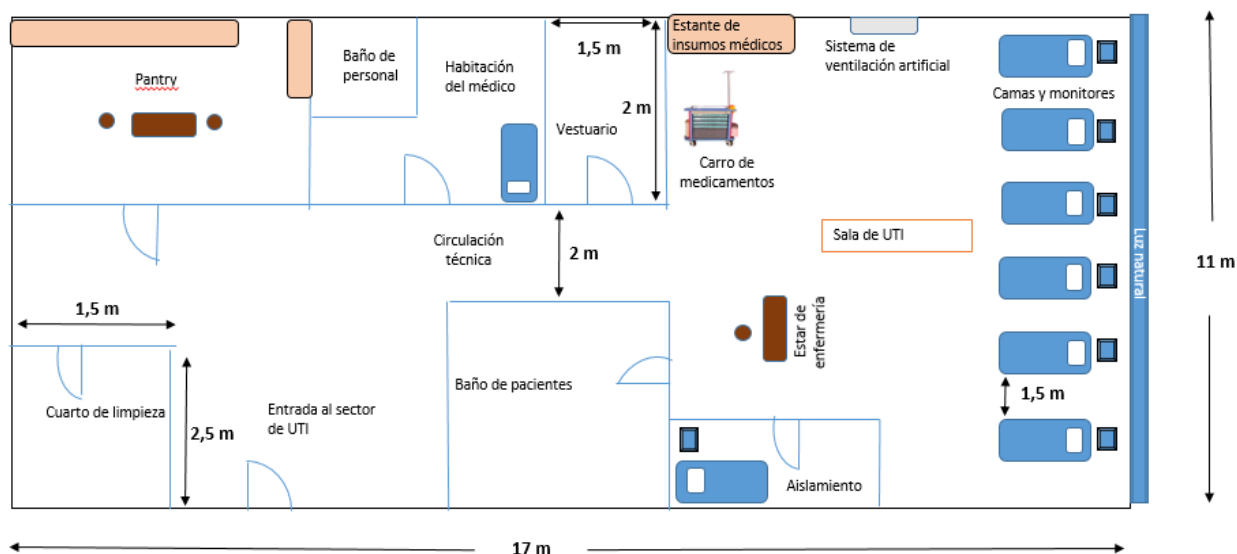 Estante de
insumos médicos
1,5 m
Baño de
personal
Habitación
del médico
Sistema de
ventilación artificial
Pantry
Camas y monitores
2 m
Vestuario
Carro de
medicamentos
Sala de UTI
Circulación
técnica
2 m
Luz natural
11 m
1,5 m
Estar de
enfermería
Baño de pacientes
1,5 m
Cuarto de limpieza
Entrada al sector
de UTI
2,5 m
Aislamiento
17 m